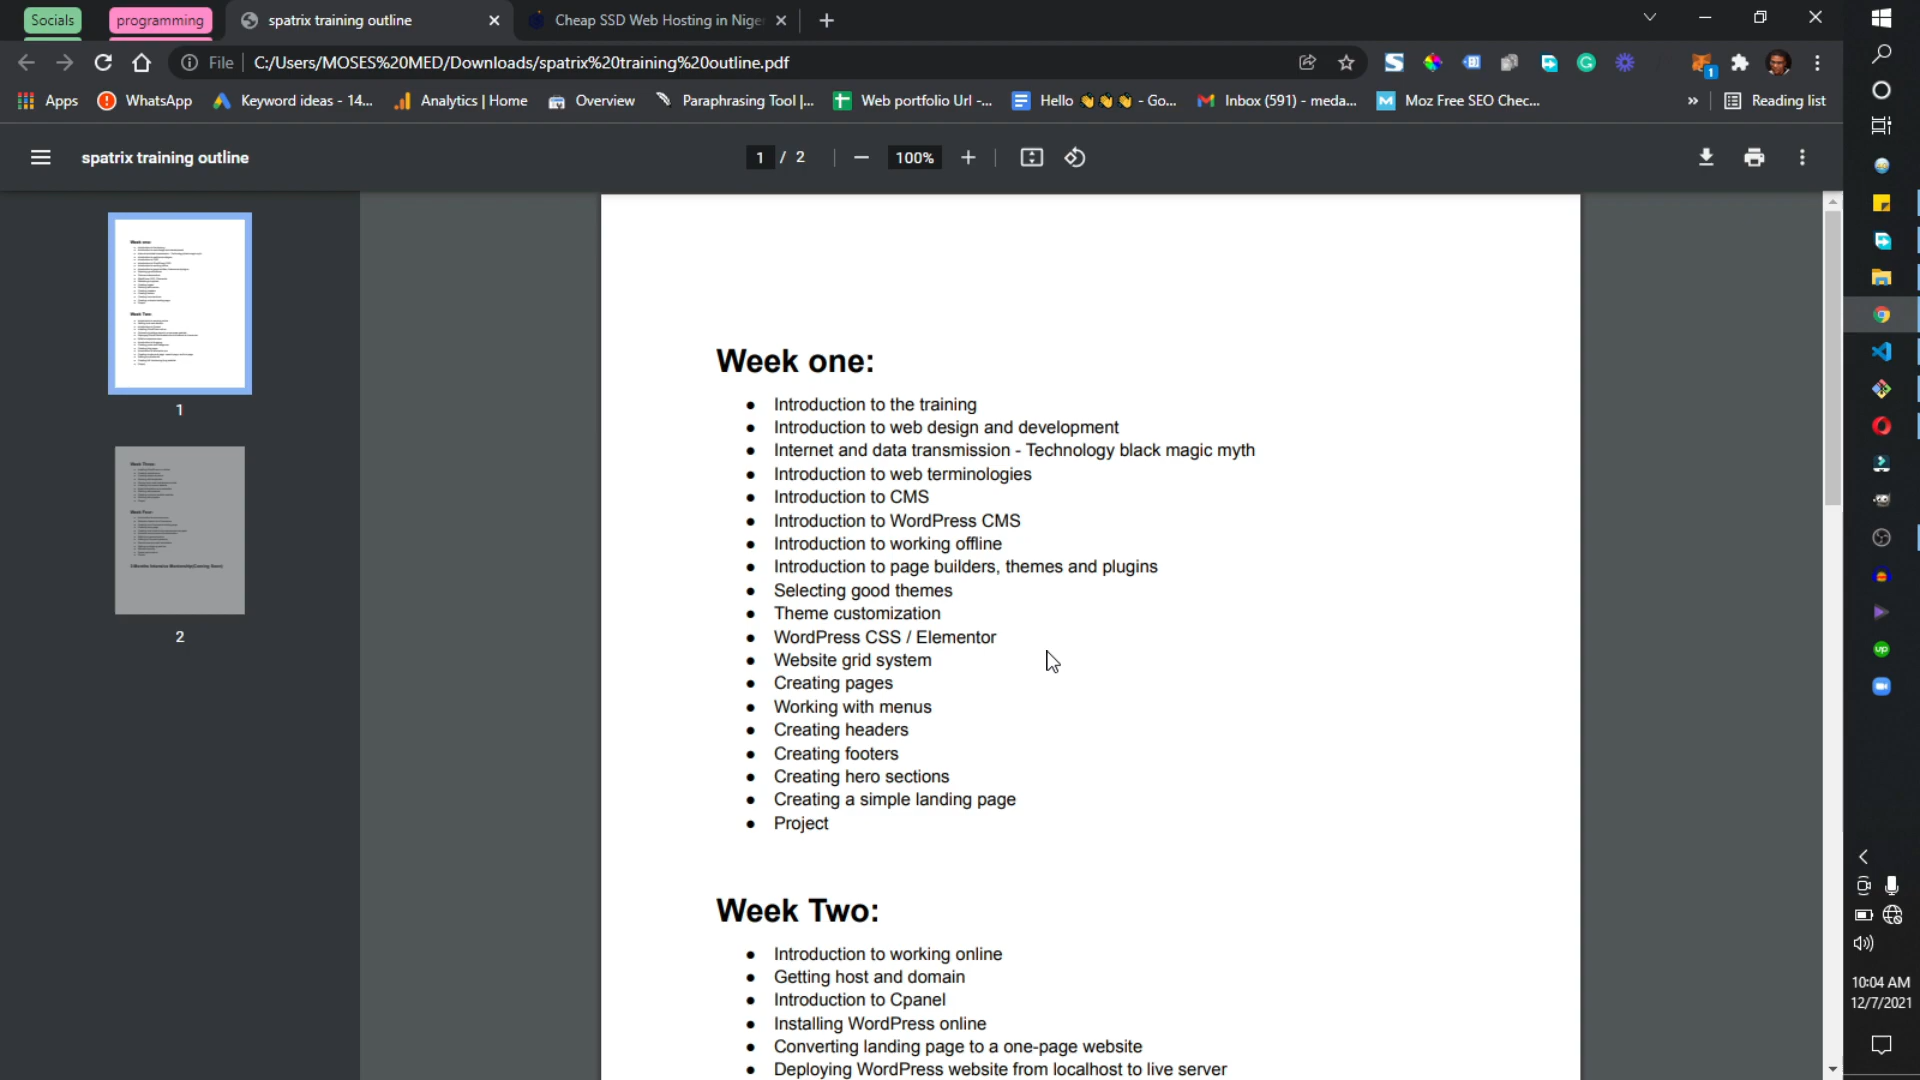 Socials
programming
spatrix training outline
Cheap SSD Web Hosting in Nige
File
C:/Users/MOSES%20MED/Downloads/spatrix%20training%20outline.pdf
1
Apps
WhatsApp
Keyword ideas - 14...
Analytics | Home
Overview
Paraphrasing Tool |...
Web portfolio Url -...
Hello 👋👋👋 - Go...
Inbox (591) - meda...
Moz Free SEO Chec...
»
Reading list
spatrix training outline
1 / 2
100%
1
2
Week one:
● Introduction to the training
● Introduction to web design and development
● Internet and data transmission - Technology black magic myth
● Introduction to web terminologies
● Introduction to CMS
● Introduction to WordPress CMS
● Introduction to working offline
● Introduction to page builders, themes and plugins
● Selecting good themes
● Theme customization
● WordPress CSS / Elementor
● Website grid system
● Creating pages
● Working with menus
● Creating headers
● Creating footers
● Creating hero sections
● Creating a simple landing page
● Project
Week Two:
● Introduction to working online
● Getting host and domain
● Introduction to Cpanel
● Installing WordPress online
● Converting landing page to a one-page website
● Deploying WordPress website from localhost to live server
up
10:04 AM
12/7/2021